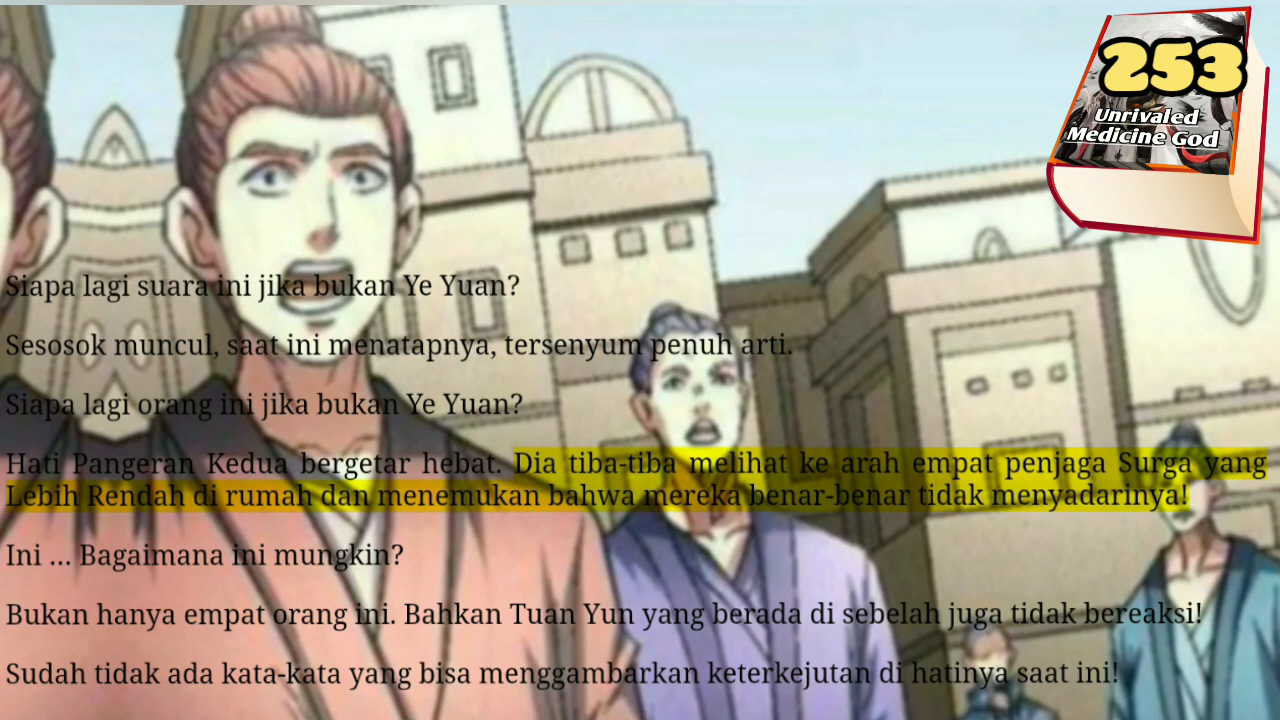 253
Unrivaled
Medicine God
Siapa lagi suara ini jika bukan Ye Yuan?
Sesosok muncul, saat ini menatapnya, tersenyum penuh arti.
Siapa lagi orang ini jika bukan Ye Yuan?
Hati Pangeran Kedua bergetar hebat. Dia tiba-tiba melihat ke arah empat penjaga Surga yang
Lebih Rendah di rumah dan menemukan bahwa mereka benar-benar tidak menyadarinya!
Ini ... Bagaimana ini mungkin?
Bukan hanya empat orang ini. Bahkan Tuan Yun yang berada di sebelah juga tidak bereaksi!
Sudah tidak ada kata-kata yang bisa menggambarkan keterkejutan di hatinya saat ini!